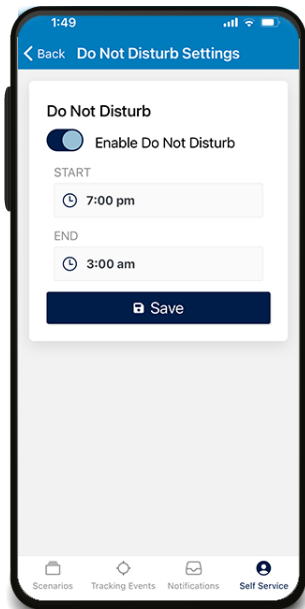 1:49
Back Do Not Disturb Settings
Do Not Disturb
Enable Do Not Disturb
START
7:00 pm
END
3:00 am
Save
Scenarios Tracking Events Notifications Self Service